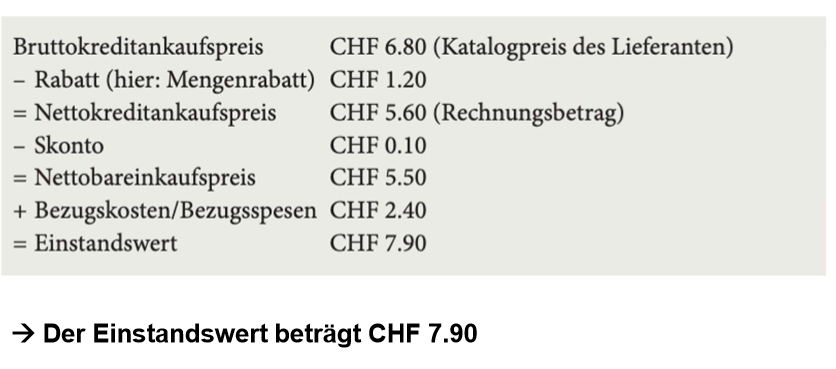 Bruttokreditankaufspreis CHF 6.80 (Katalogpreis des Lieferanten)
– Rabatt (hier: Mengenrabatt) CHF 1.20
= Nettokreditankaufspreis CHF 5.60 (Rechnungsbetrag)
– Skonto CHF 0.10
= Nettobareinkaufspreis CHF 5.50
+ Bezugskosten/Bezugsspesen CHF 2.40
= Einstandswert CHF 7.90
→ Der Einstandswert beträgt CHF 7.90